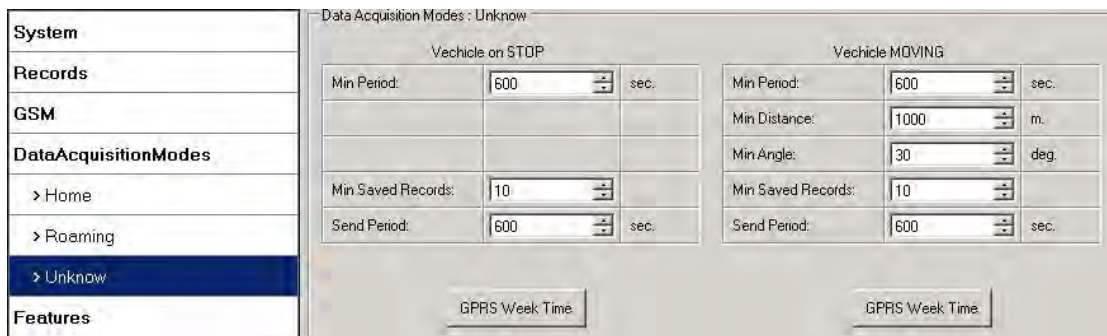 System
Records
GSM
DataAcquisitionModes
> Home
> Roaming
> Unknow
Features
Data Acquisition Modes : Unknow
Vechicle on STOP
Min Period: 600 sec.
Min Saved Records: 10
Send Period: 600 sec.
GPRS Week Time
Vechicle MOVING
Min Period: 600 sec.
Min Distance: 1000 m.
Min Angle: 30 deg.
Min Saved Records: 10
Send Period: 600 sec.
GPRS Week Time